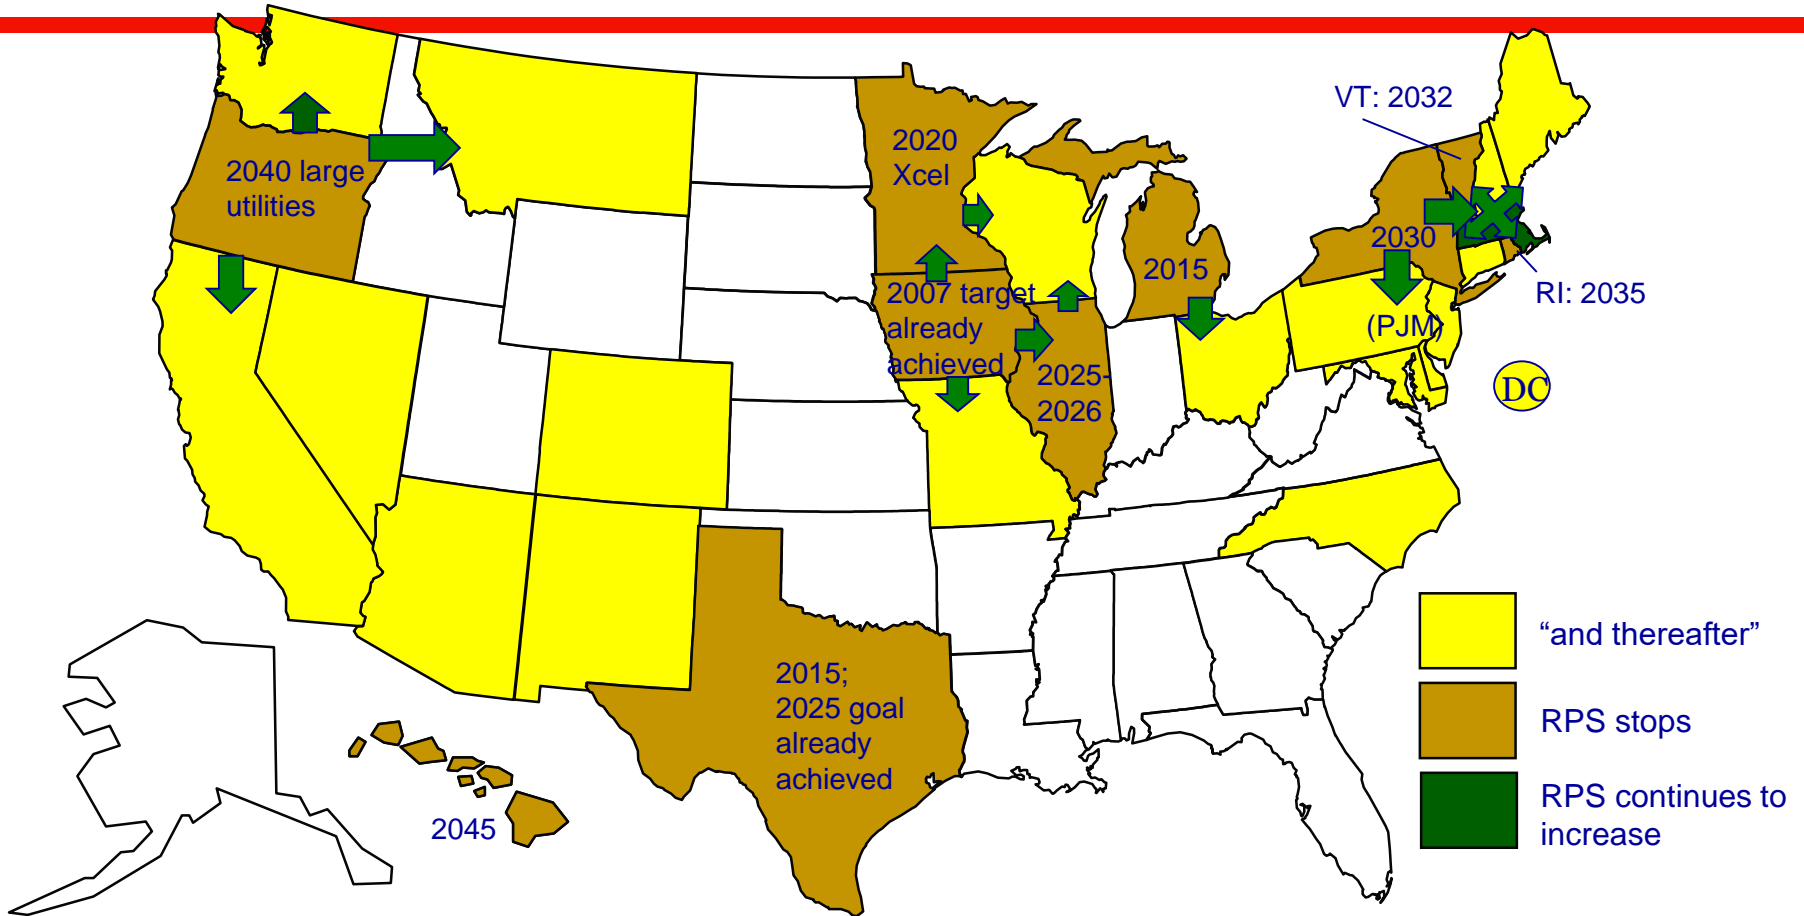 VT: 2032
2020
Xcel
2040 large
utilities
2030
2015
2007 target
already
achieved
RI: 2035
(PJM)
2025-
2026
DC
“and thereafter”
2015;
2025 goal
already
achieved
RPS stops
RPS continues to
increase
2045